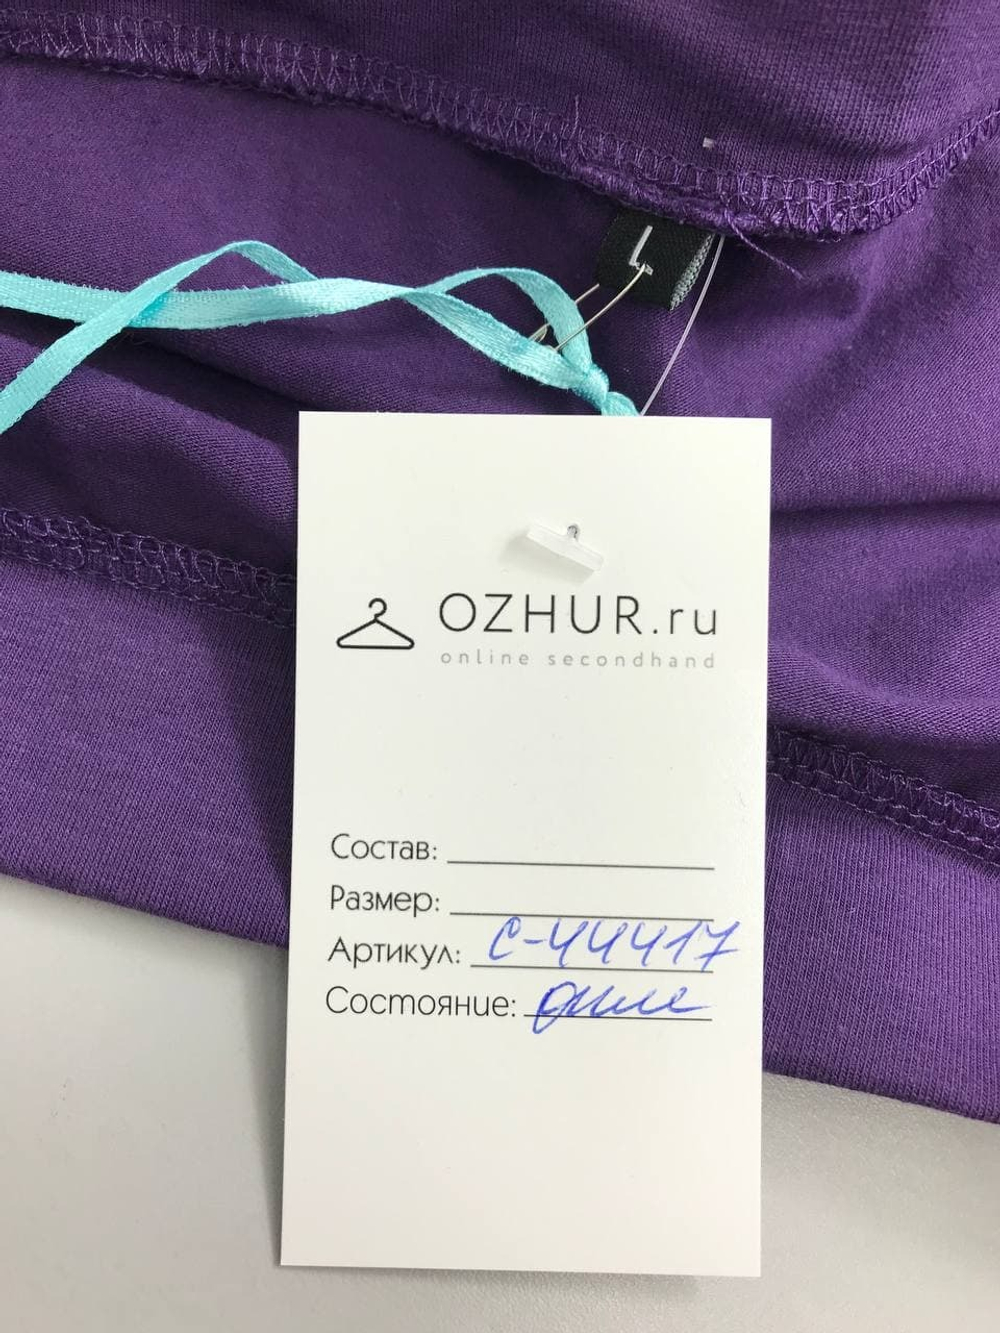 L
OZHUR.ru
online secondhand
Состав:
Размер:
Артикул: С-44417
Состояние: